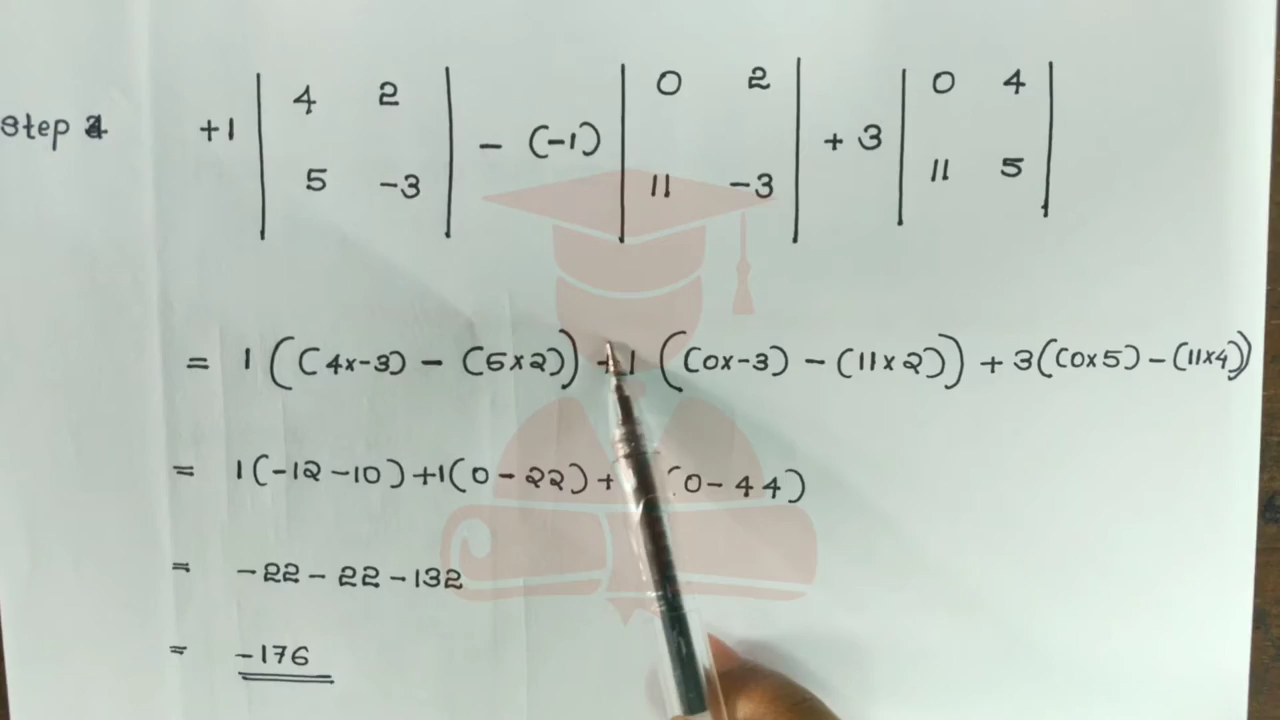 Step 4 +1 | 4 2 | - (-1) | 0 2 | + 3 | 0 4 |
5 -3 11 -3 11 5
= 1 ((4x-3) - (5x2)) +1 ((0x-3) - (11x2)) + 3((0x5) - (11x4))
= 1(-12-10)+1(0-22)+ (0-44)
= -22-22-132
= -176